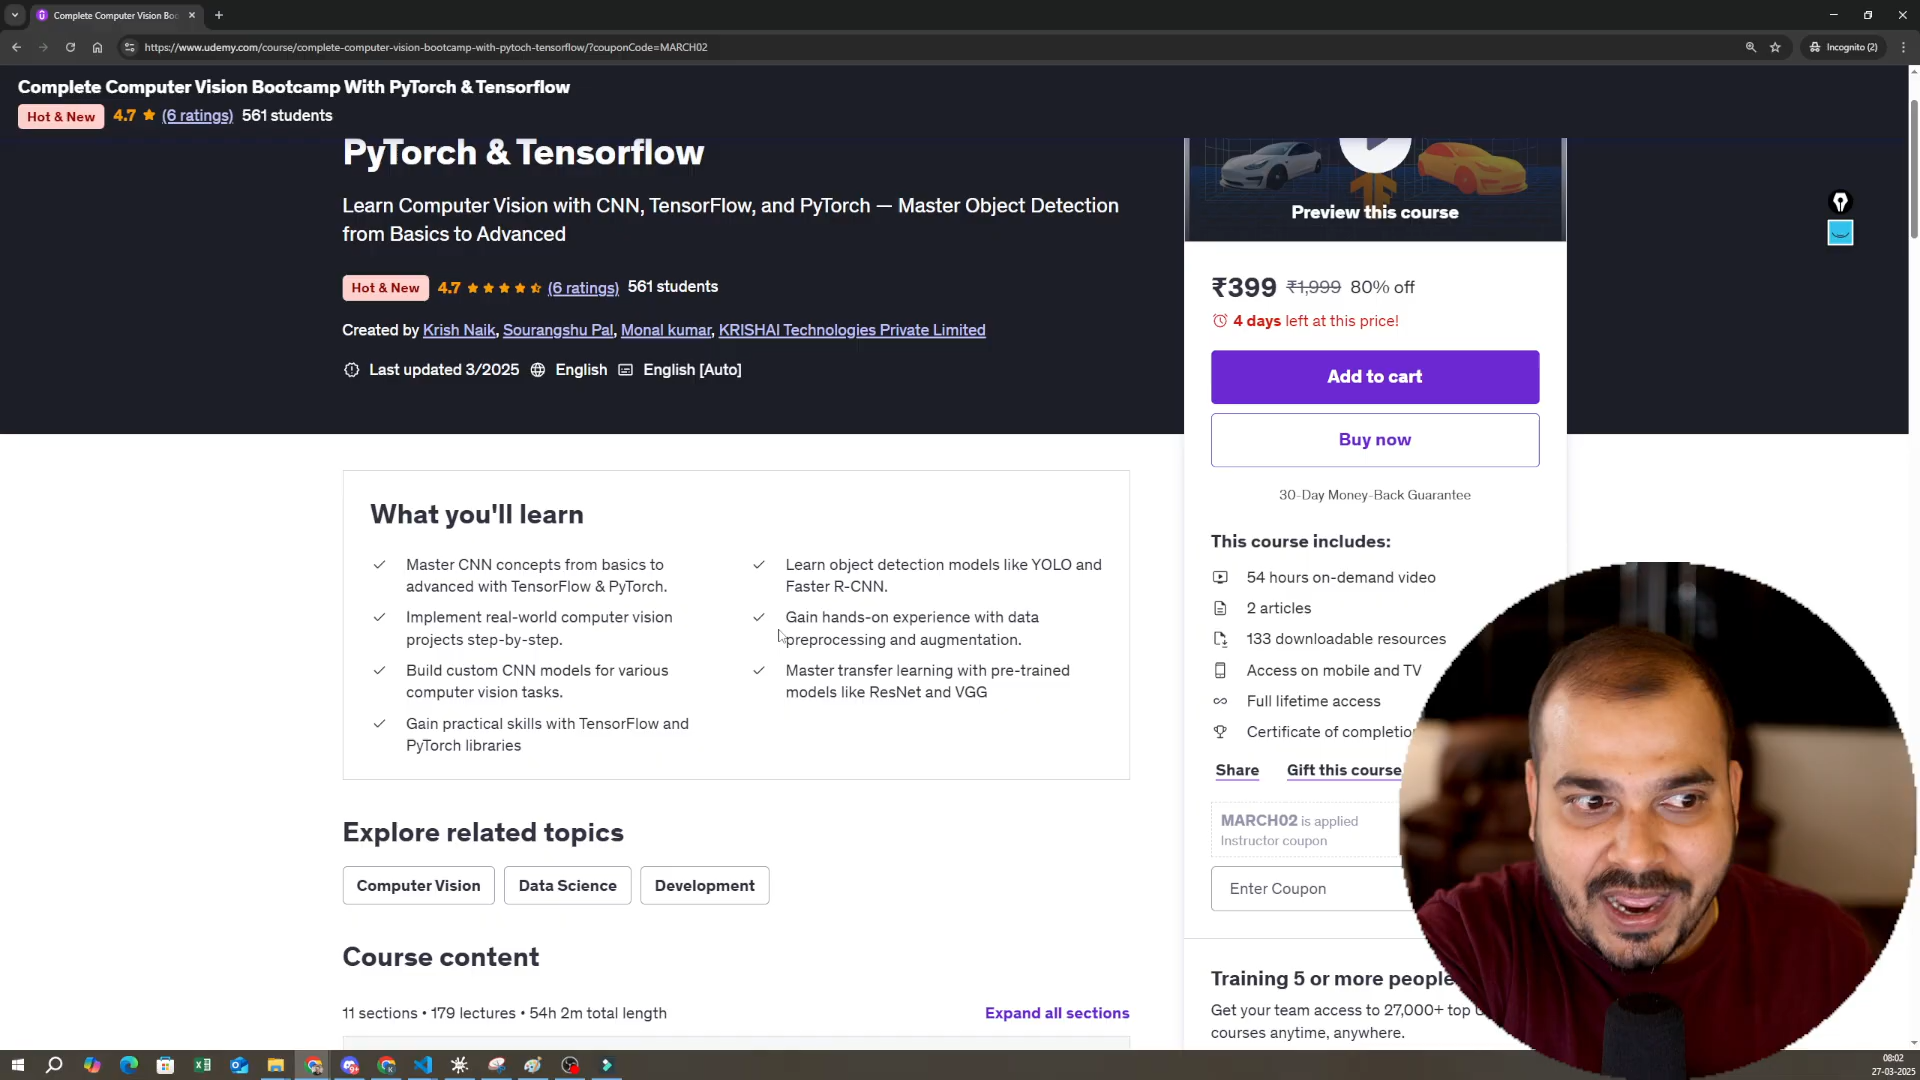 Complete Computer Vision Boo
https://www.udemy.com/course/complete-computer-vision-bootcamp-with-pytoch-tensorflow/?couponCode=MARCH02
Incognito (2)
Complete Computer Vision Bootcamp With PyTorch & Tensorflow
Hot & New 4.7 (6 ratings) 561 students
PyTorch & Tensorflow
Learn Computer Vision with CNN, TensorFlow, and PyTorch — Master Object Detection
from Basics to Advanced
Hot & New 4.7 (6 ratings) 561 students
Created by Krish Naik, Sourangshu Pal, Monal kumar, KRISHAI Technologies Private Limited
Last updated 3/2025 English English [Auto]
Preview this course
₹399 ₹1,999 80% off
4 days left at this price!
Add to cart
Buy now
30-Day Money-Back Guarantee
This course includes:
54 hours on-demand video
2 articles
133 downloadable resources
Access on mobile and TV
Full lifetime access
Certificate of completio
Share Gift this course
MARCH02 is applied
Instructor coupon
Enter Coupon
Training 5 or more people
Get your team access to 27,000+ top
courses anytime, anywhere.
What you'll learn
Master CNN concepts from basics to
advanced with TensorFlow & PyTorch.
Implement real-world computer vision
projects step-by-step.
Build custom CNN models for various
computer vision tasks.
Gain practical skills with TensorFlow and
PyTorch libraries
Learn object detection models like YOLO and
Faster R-CNN.
Gain hands-on experience with data
preprocessing and augmentation.
Master transfer learning with pre-trained
models like ResNet and VGG
Explore related topics
Computer Vision Data Science Development
Course content
11 sections • 179 lectures • 54h 2m total length Expand all sections
08:02
27-03-2025